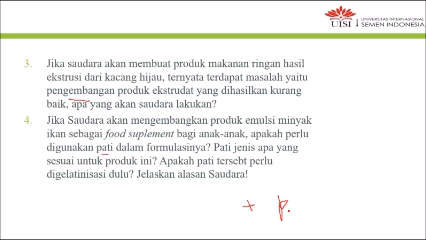 UISI
UNIVERSITAS INTERNASIONAL
SEMEN INDONESIA
3. Jika saudara akan membuat produk makanan ringan hasil
ekstrusi dari kacang hijau, ternyata terdapat masalah yaitu
pengembangan produk ekstrudat yang dihasilkan kurang
baik, apa yang akan saudara lakukan?
4. Jika Saudara akan mengembangkan produk emulsi minyak
ikan sebagai food suplement bagi anak-anak, apakah perlu
digunakan pati dalam formulasinya? Pati jenis apa yang
sesuai untuk produk ini? Apakah pati tersebt perlu
digelatinisasi dulu? Jelaskan alasan Saudara!
+ p.